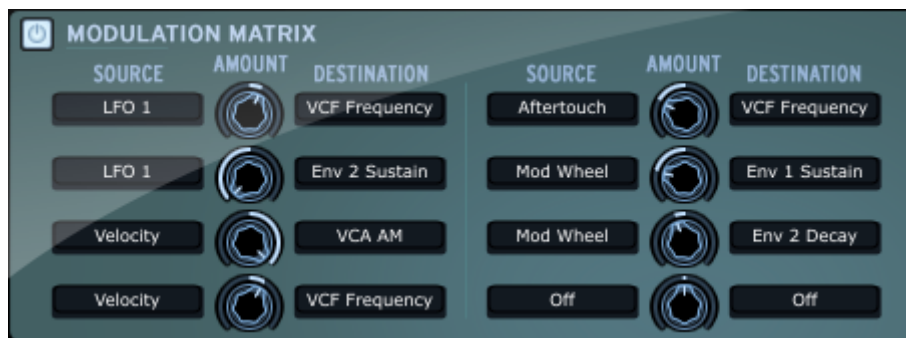 MODULATION MATRIX
SOURCE AMOUNT DESTINATION SOURCE AMOUNT DESTINATION
LFO 1 VCF Frequency Aftertouch VCF Frequency
LFO 1 Env 2 Sustain Mod Wheel Env 1 Sustain
Velocity VCA AM Mod Wheel Env 2 Decay
Velocity VCF Frequency Off Off